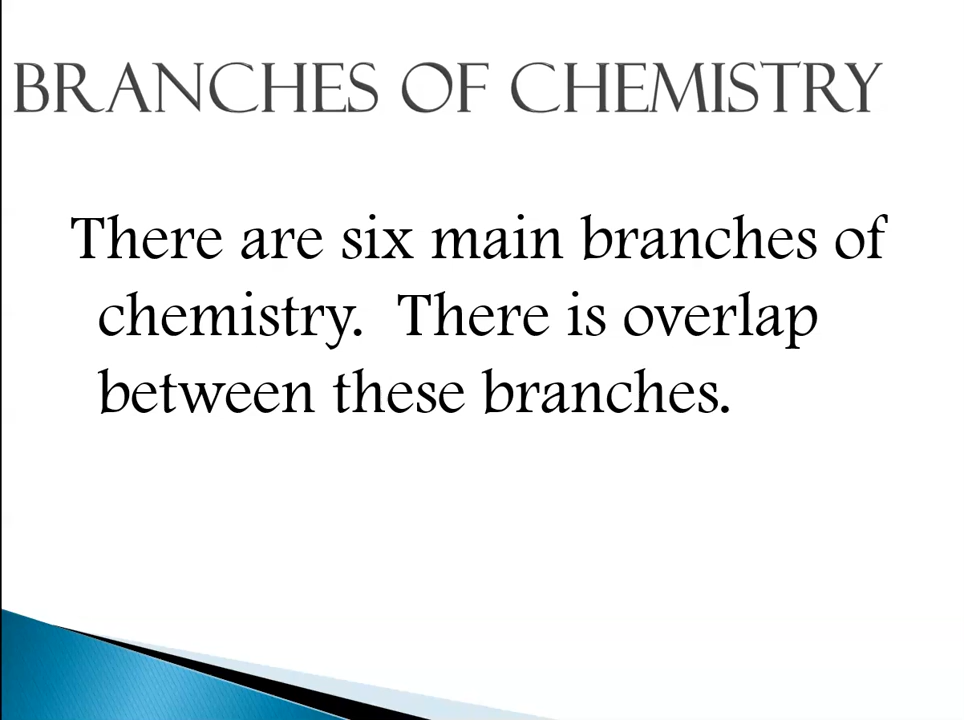 BRANCHES OF CHEMISTRY
There are six main branches of
chemistry.  There is overlap
between these branches.